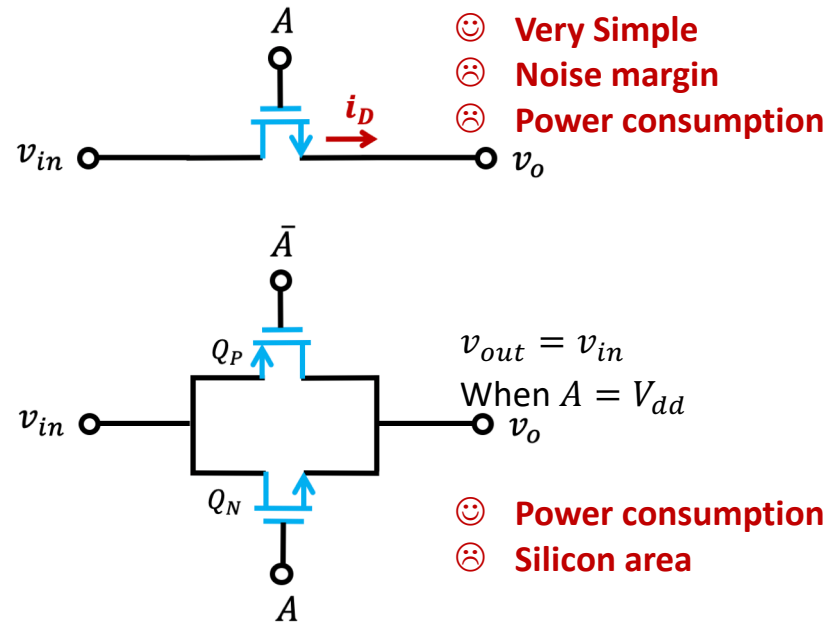 A
☺ Very Simple
☹ Noise margin
☹ Power consumption
i_D
v_in
v_o
Ā
Q_P
v_out = v_in
When A = V_dd
v_in
v_o
Q_N
☺ Power consumption
☹ Silicon area
A